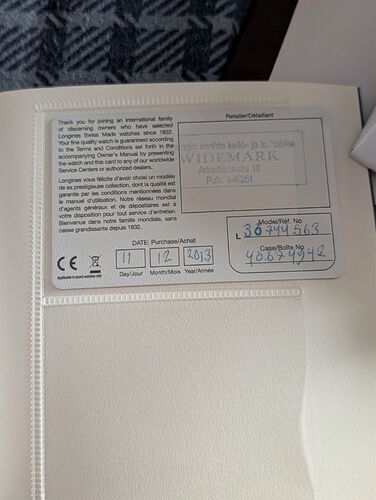 Thank you for joining an international family
of discerning owners who have selected
Longines Swiss Made watches since 1832.
Your fine quality watch is guaranteed according
to the Terms and Conditions set forth in the
accompanying Owner's Manual by presenting
the watch and this card to any of our worldwide
Service Centers or authorized dealers.
Longines vous félicite d'avoir choisi un modèle
de sa prestigieuse collection, dont la qualité est
garantie par les conditions mentionnées dans
le manuel d'utilisation. Notre réseau mondial
d'agents généraux et de dépositaires est à
votre disposition pour tout service d'entretien.
Bienvenue dans notre famille mondiale, sans
cesse grandissante depuis 1832.
CE
Retailer/Détaillant
vanhin kello- ja
WIDEMARK
Puh.
DATE: Purchase/Achat
11 12 2013
Day/Jour Month/Mois Year/Année
Model/Réf. No
L
Case/Boîte No